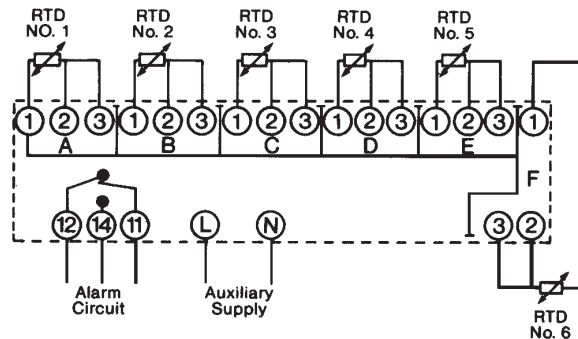 RTD
NO. 1
RTD
No. 2
RTD
No. 3
RTD
No. 4
RTD
No. 5
1 2 3 1 2 3 1 2 3 1 2 3 1 2 3 1
A B C D E
F
12 14 11 L N 3 2
Alarm
Circuit
Auxiliary
Supply
RTD
No. 6